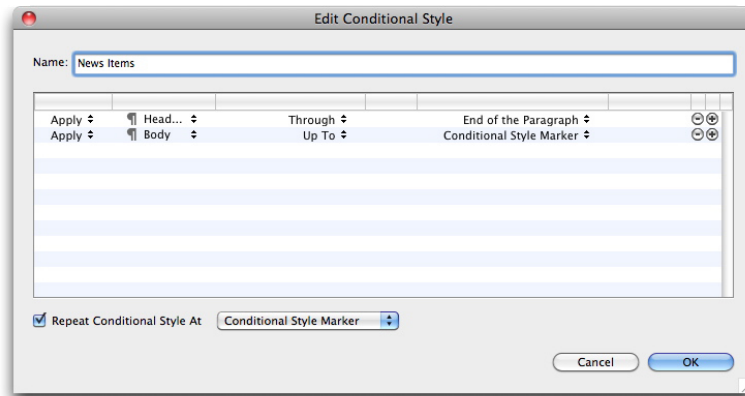 Edit Conditional Style
Name: News Items
Apply ¶ Head... Through End of the Paragraph
Apply ¶ Body Up To Conditional Style Marker
Repeat Conditional Style At Conditional Style Marker
Cancel OK